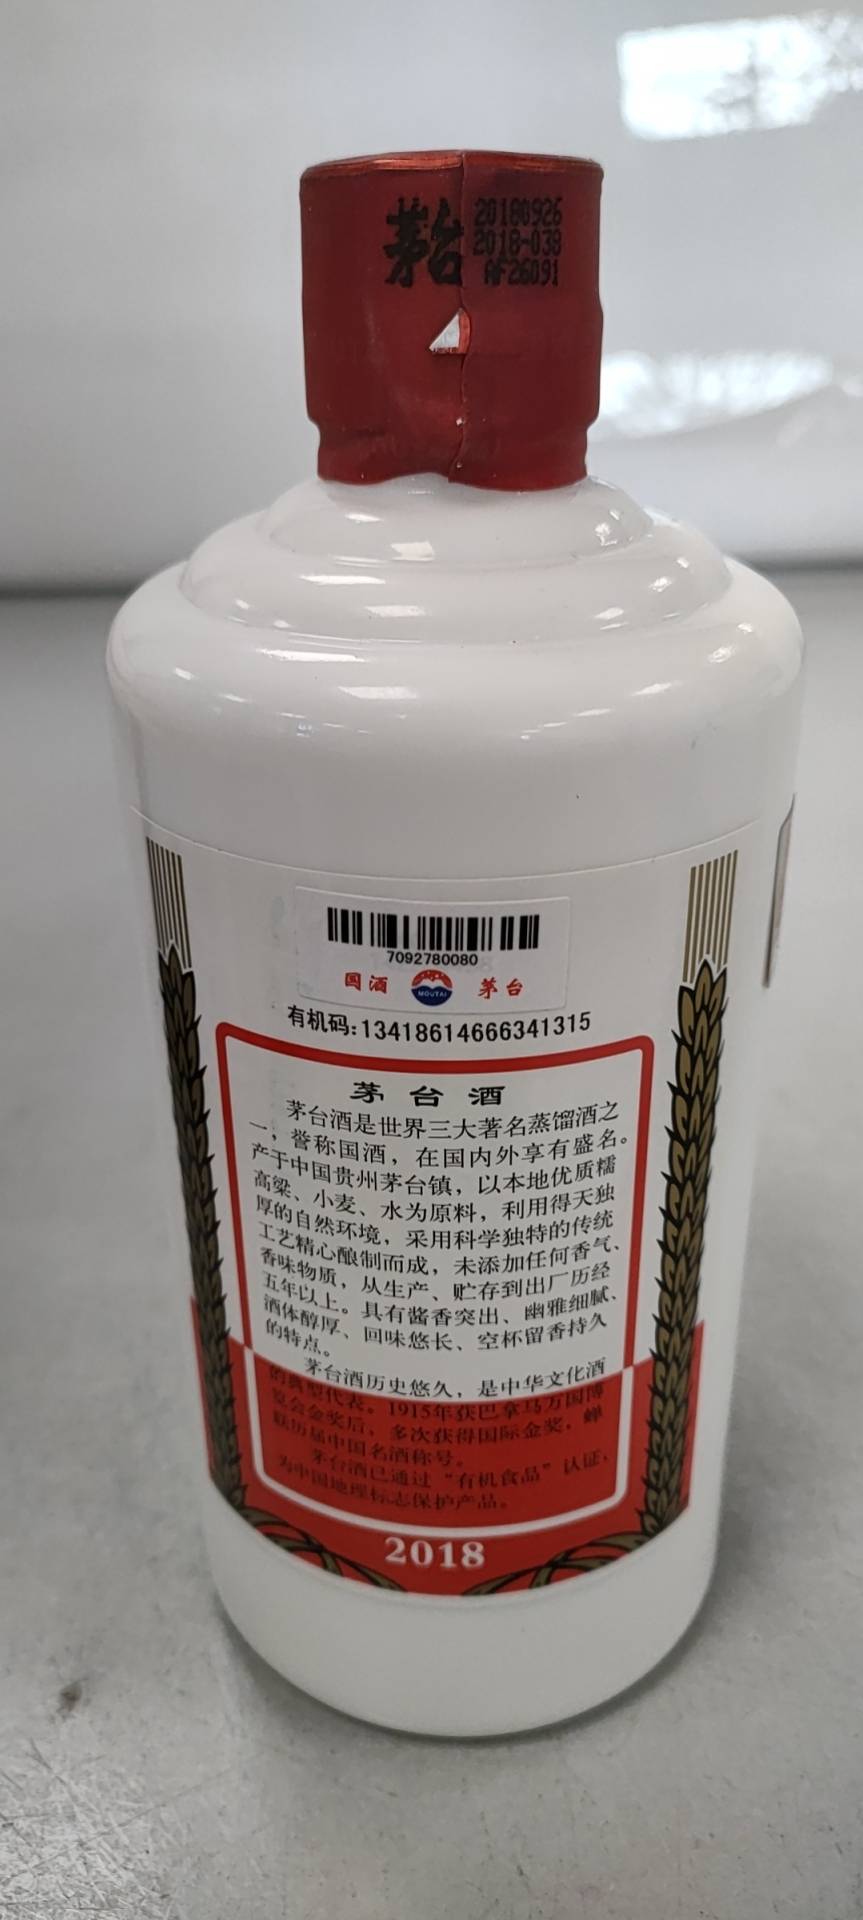 茅台
20180926
2018-038
AF26091
7092780080
国酒 MOUTAI 茅台
有机码:13418614666341315
茅台酒
茅台酒是世界三大著名蒸馏酒之
一，誉称国酒，在国内外享有盛名。
产于中国贵州茅台镇，以本地优质糯
高粱、小麦、水为原料，利用得天独
厚的自然环境，采用科学独特的传统
工艺精心酿制而成，未添加任何香气、
香味物质，从生产、贮存到出厂历经
五年以上。具有酱香突出、幽雅细腻、
酒体醇厚、回味悠长、空杯留香持久
的特点。
茅台酒历史悠久，是中华文化酒
的典型代表。1915年获巴拿马万国博
览会金奖后，多次获得国际金奖，蝉
联历届中国名酒称号。
茅台酒已通过“有机食品”认证，
为中国地理标志保护产品。
2018